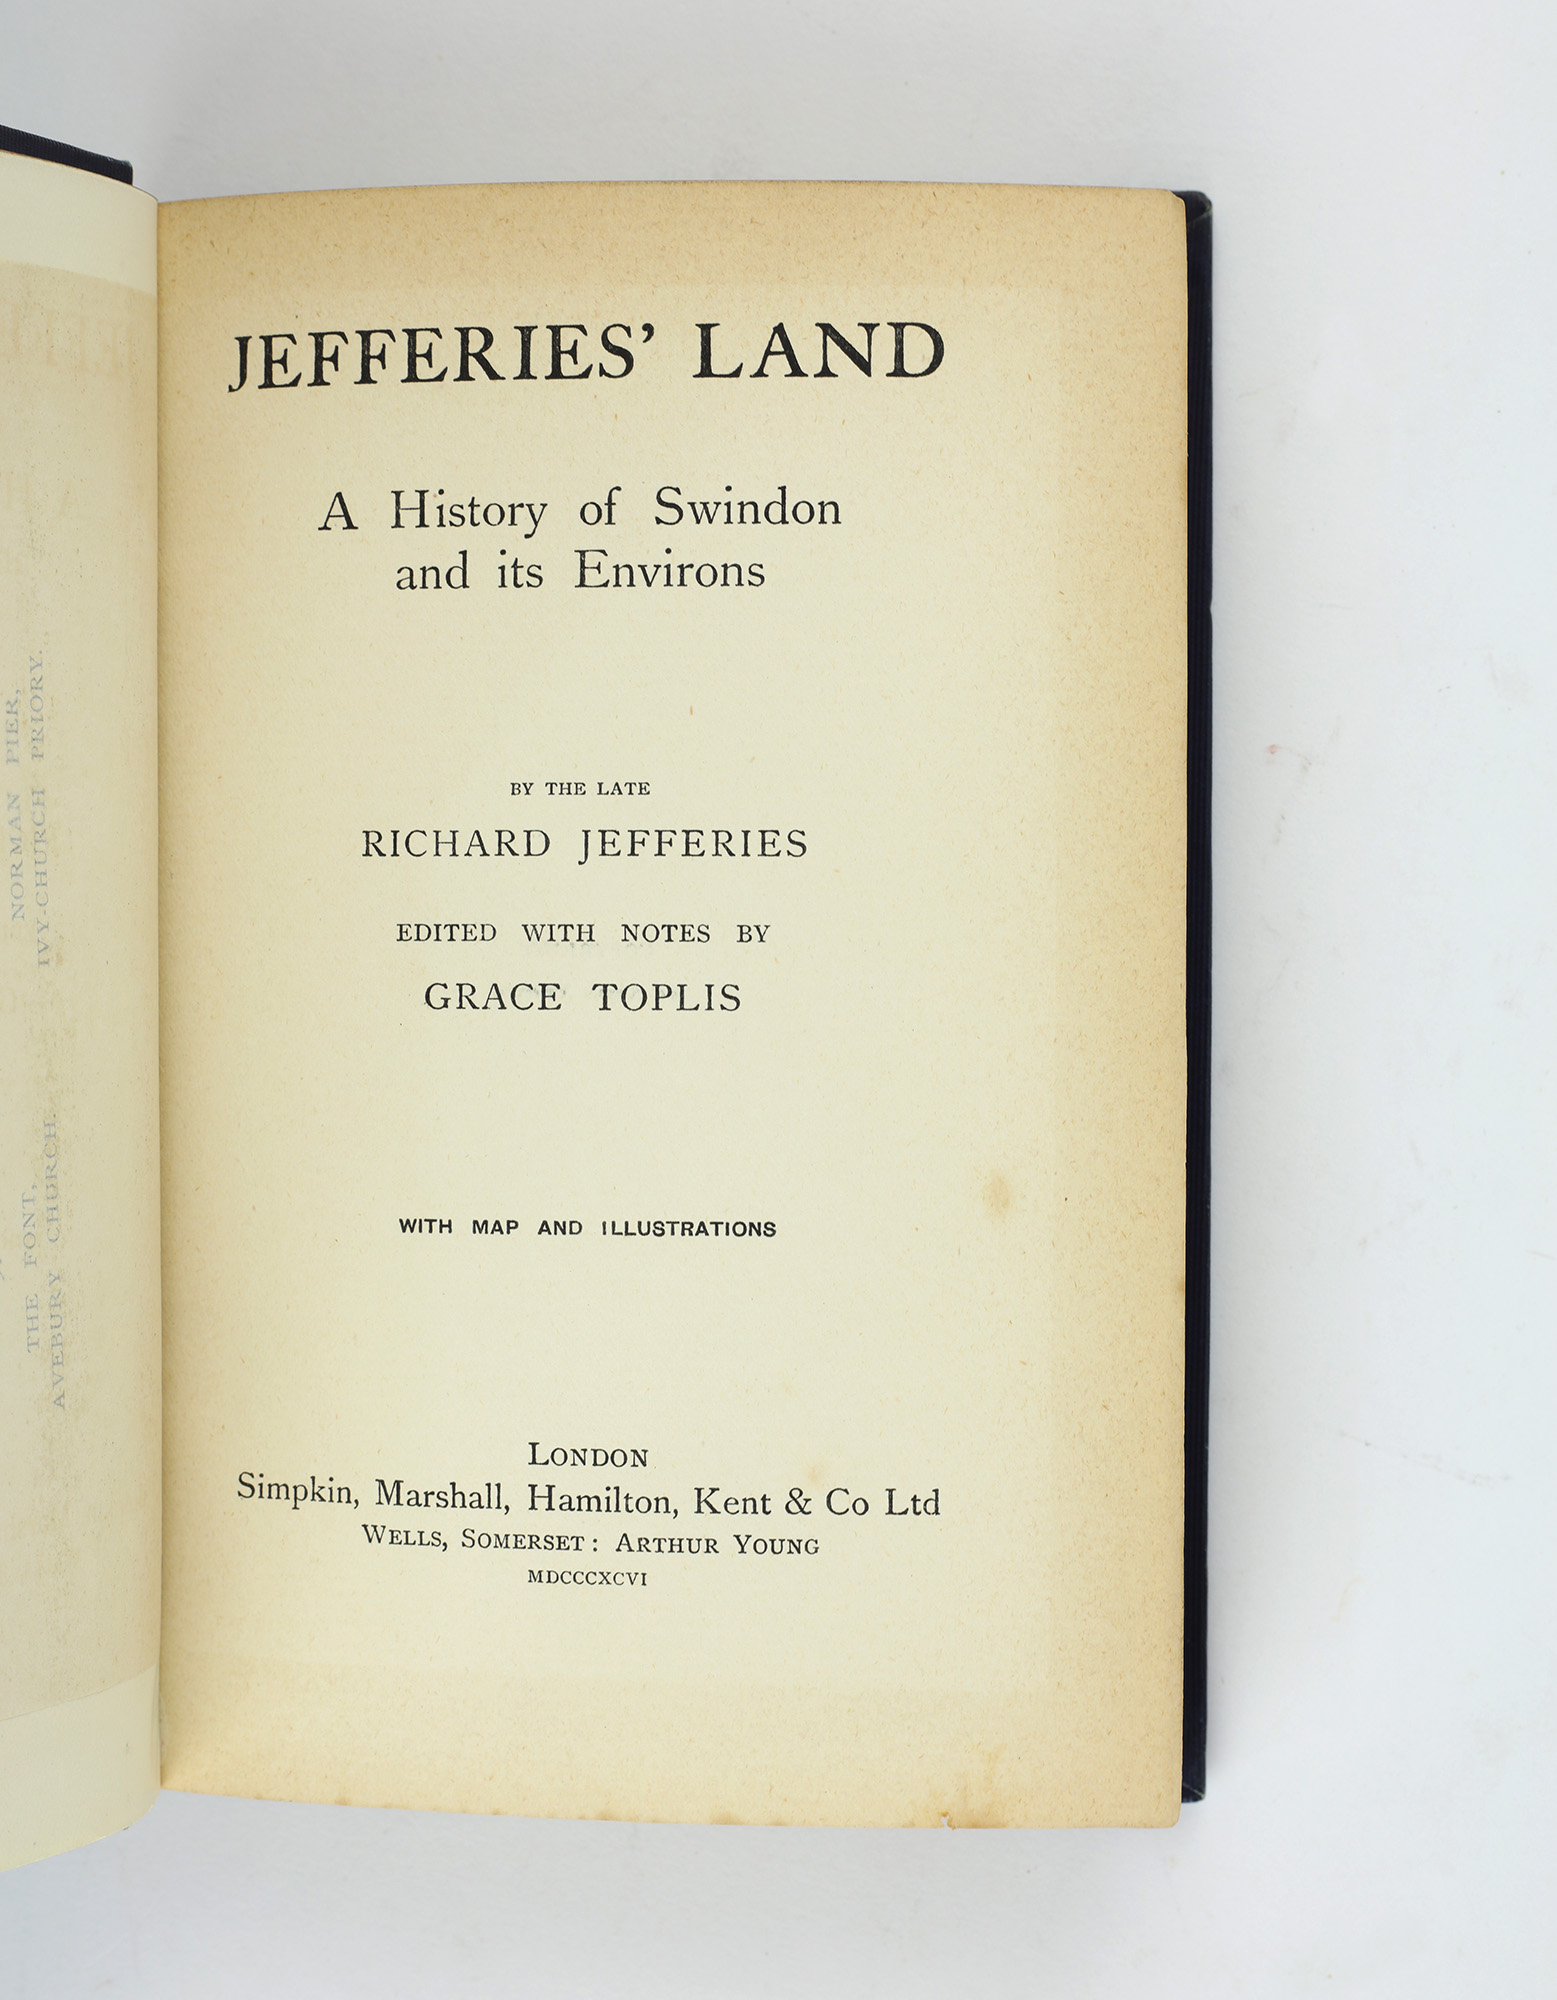 NORMAN PIER,
IVY-CHURCH PRIORY.
THE FONT,
AVEBURY CHURCH.
JEFFERIES’ LAND
A History of Swindon
and its Environs
BY THE LATE
RICHARD JEFFERIES
EDITED WITH NOTES BY
GRACE TOPLIS
WITH MAP AND ILLUSTRATIONS
LONDON
Simpkin, Marshall, Hamilton, Kent & Co Ltd
WELLS, SOMERSET: ARTHUR YOUNG
MDCCCXCVI